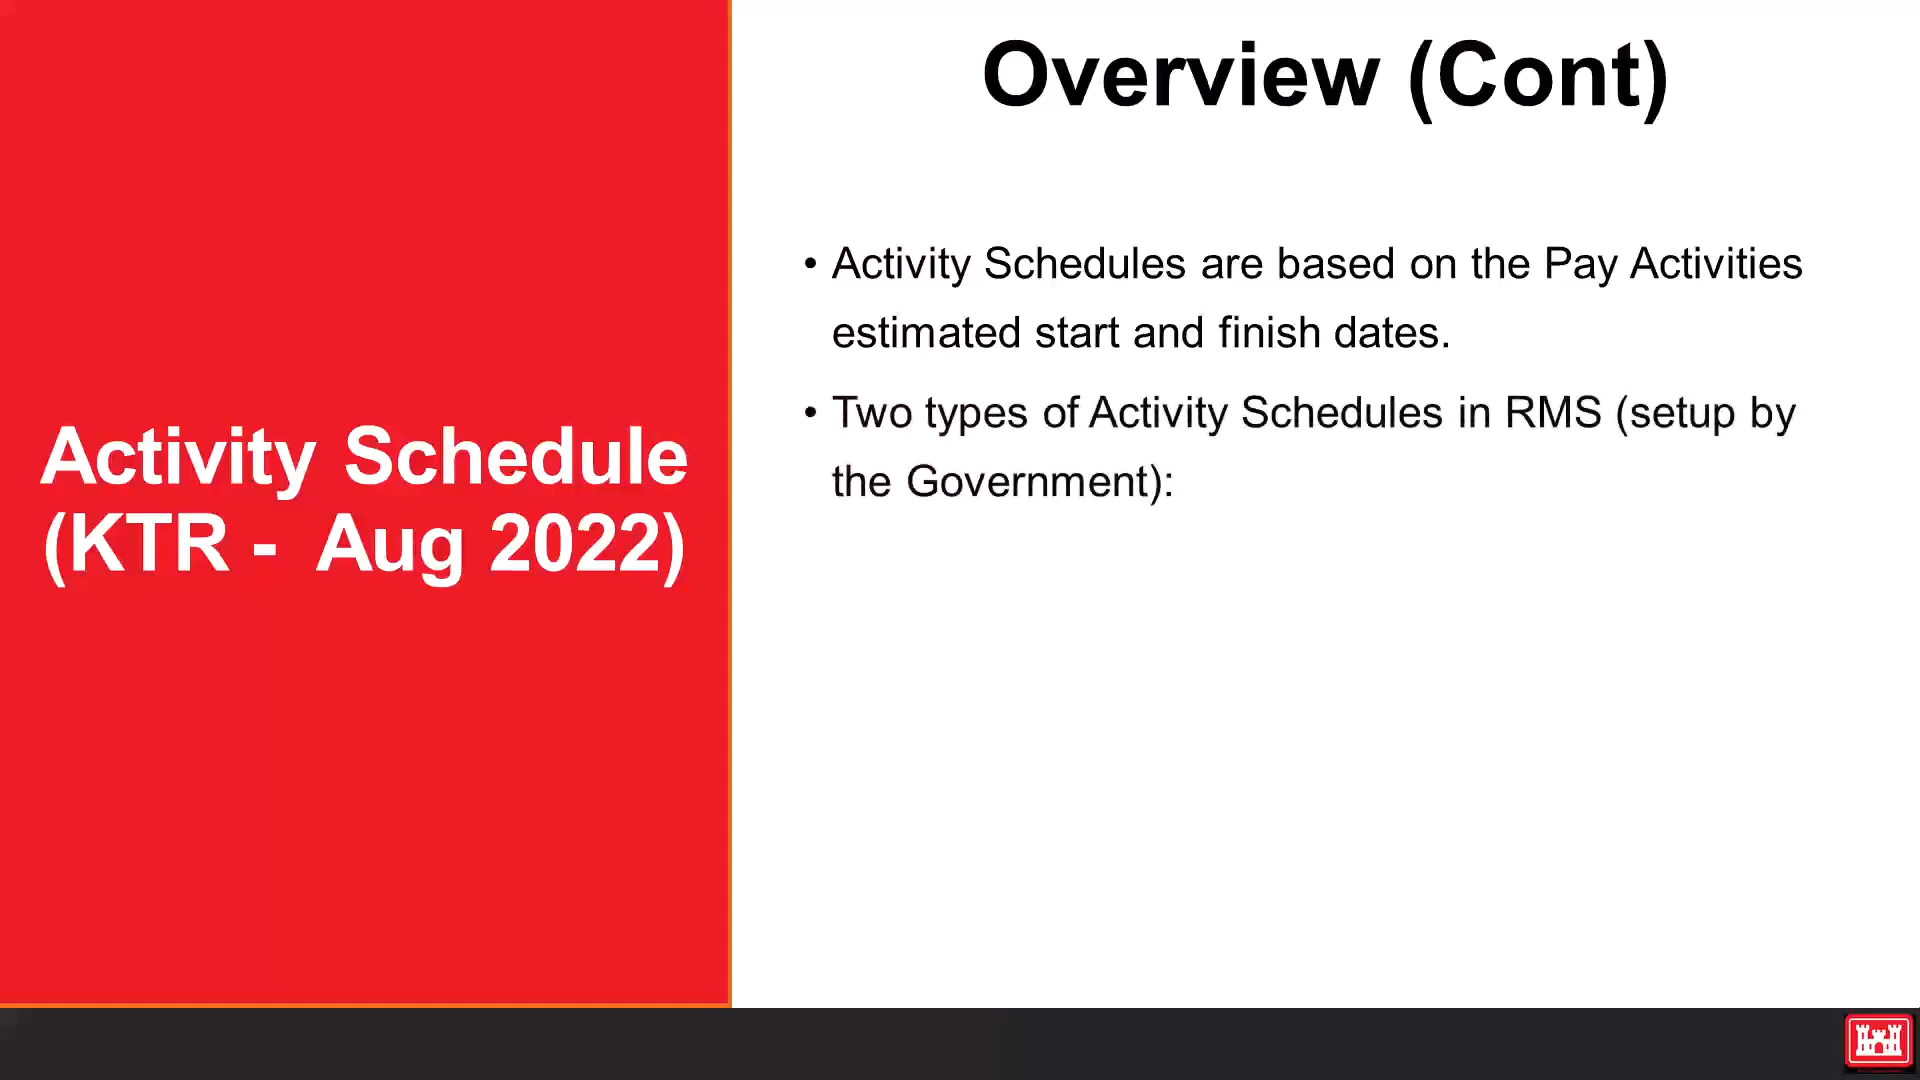 Activity Schedule
(KTR - Aug 2022)
Overview (Cont)
• Activity Schedules are based on the Pay Activities
estimated start and finish dates.
• Two types of Activity Schedules in RMS (setup by
the Government):